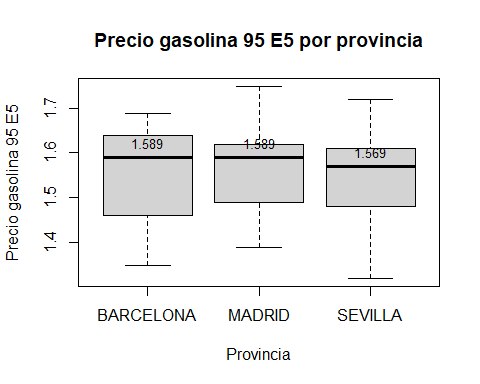 Precio gasolina 95 E5 por provincia
Precio gasolina 95 E5
1.7
1.6
1.5
1.4
1.589
1.589
1.569
BARCELONA
MADRID
SEVILLA
Provincia